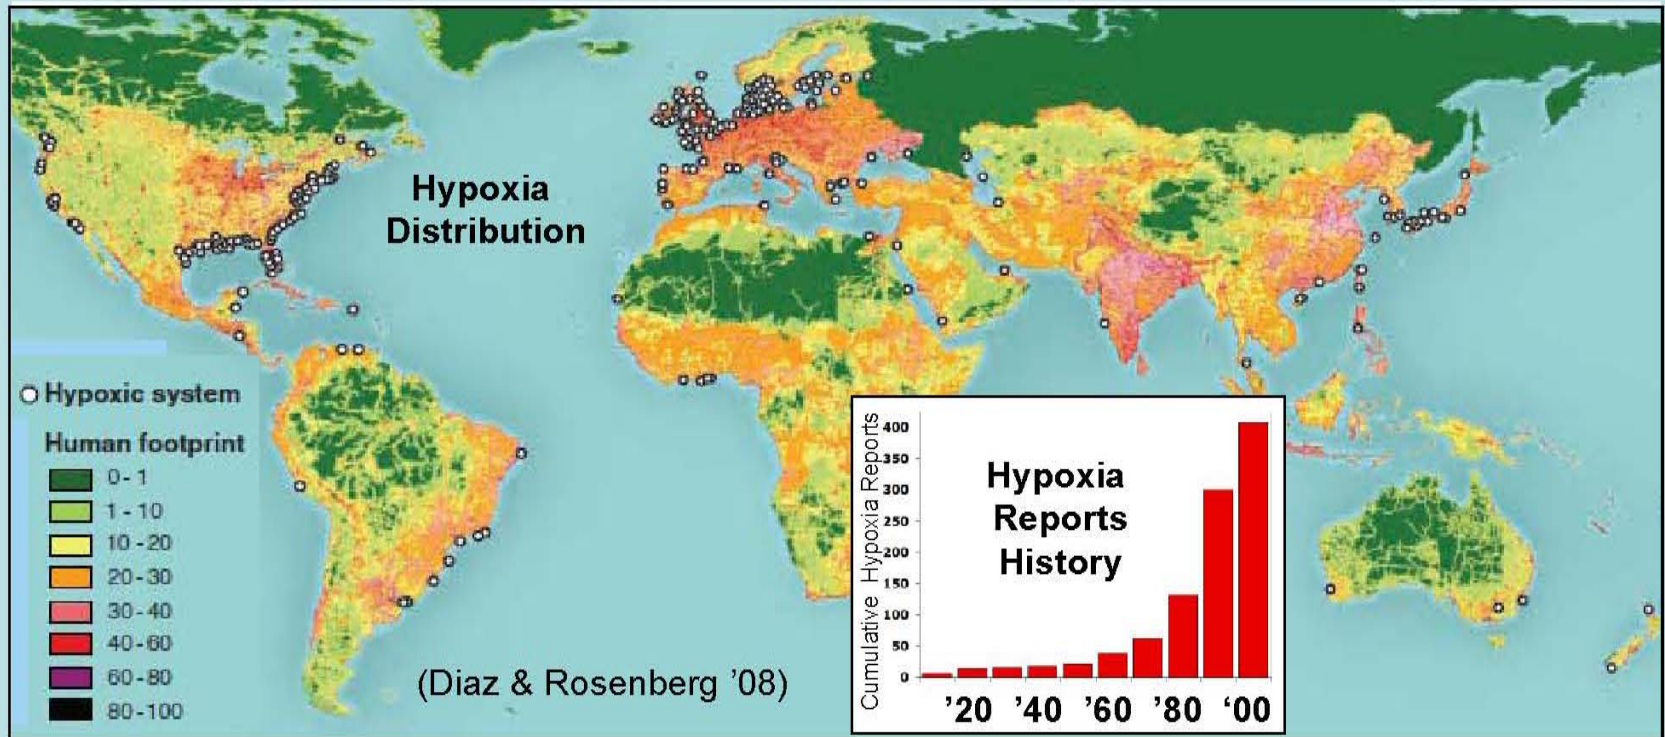 Hypoxia
Distribution
Hypoxic system
Human footprint
0 - 1
1 - 10
10 - 20
20 - 30
30 - 40
40 - 60
60 - 80
80 - 100
(Diaz & Rosenberg ’08)
Cumulative Hypoxia Reports
400
350
300
250
200
150
100
50
0
Hypoxia
Reports
History
’20 ’40 ’60 ’80 ‘00